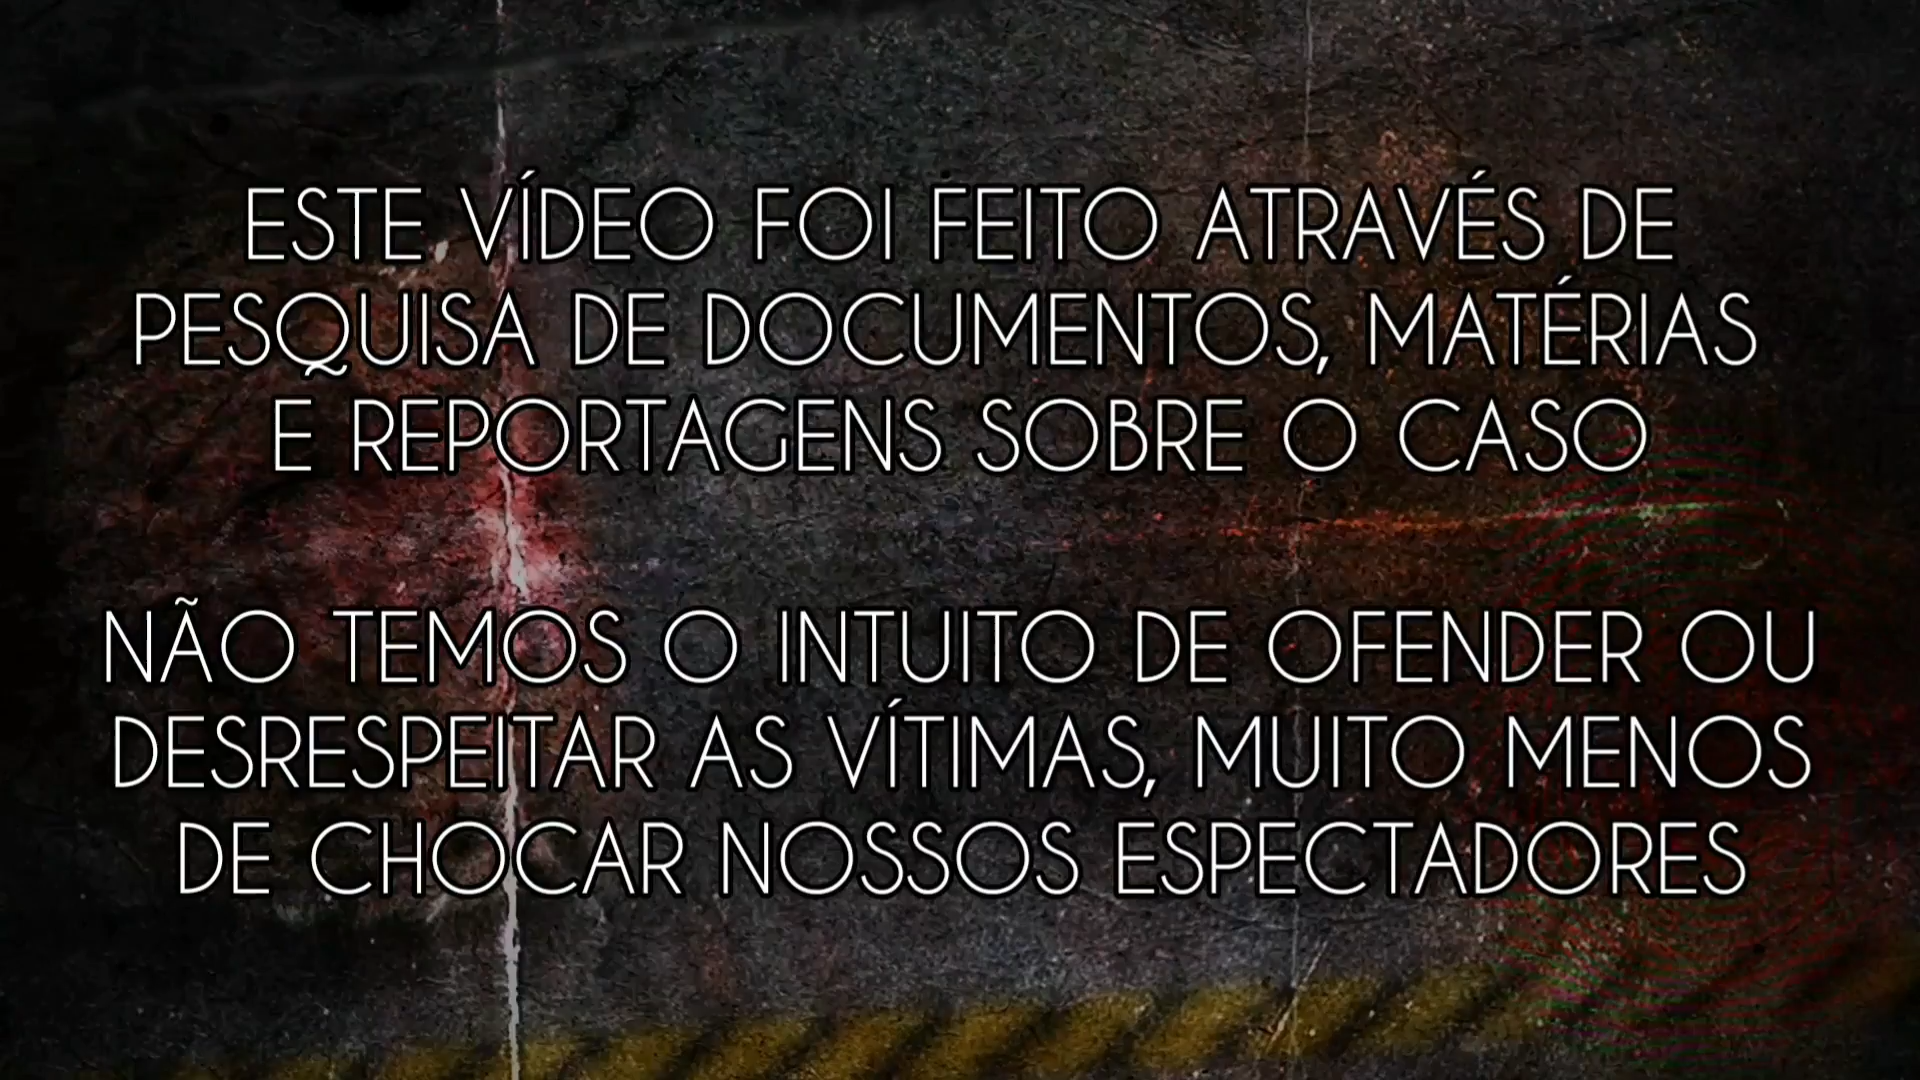 ESTE VÍDEO FOI FEITO ATRAVÉS DE
PESQUISA DE DOCUMENTOS, MATÉRIAS
E REPORTAGENS SOBRE O CASO
NÃO TEMOS O INTUITO DE OFENDER OU
DESRESPEITAR AS VÍTIMAS, MUITO MENOS
DE CHOCAR NOSSOS ESPECTADORES